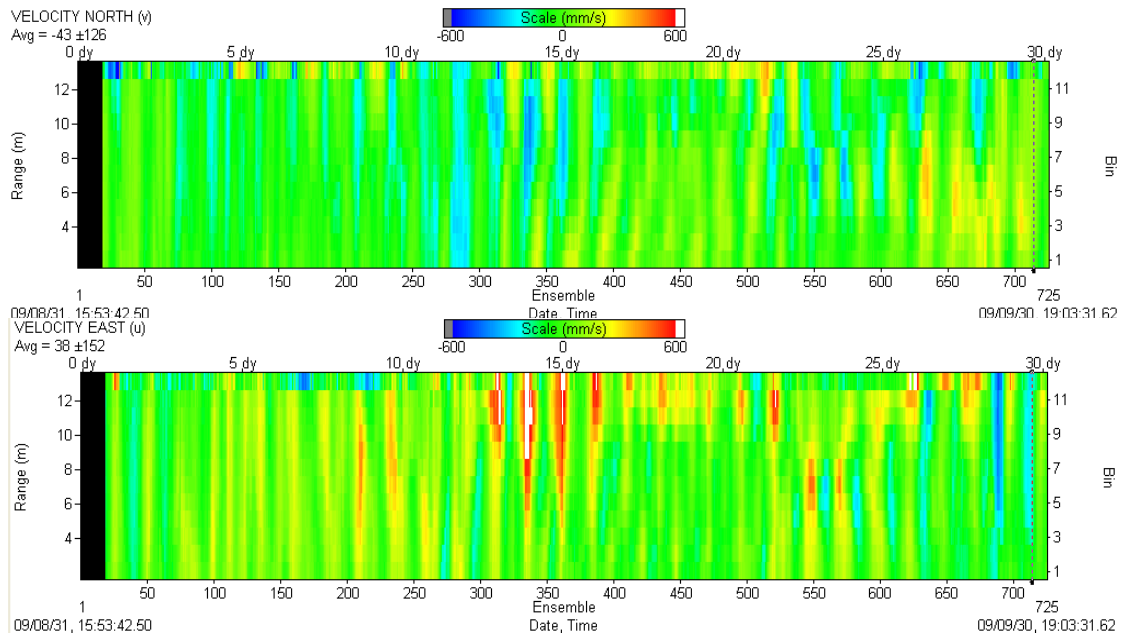 VELOCITY NORTH (v)
Avg = -43 ±126
Scale (mm/s)
-600 0 600
0 dy 5 dy 10 dy 15 dy 20 dy 25 dy 30 dy
Range (m)
12
10
8
6
4
11
9
7
5
3
1
Bin
50 100 150 200 250 300 350 400 450 500 550 600 650 700
1 Ensemble 725
09/08/31, 15:53:42.50 Date, Time 09/09/30, 19:03:31.62
VELOCITY EAST (u)
Avg = 38 ±152
Scale (mm/s)
-600 0 600
0 dy 5 dy 10 dy 15 dy 20 dy 25 dy 30 dy
Range (m)
12
10
8
6
4
11
9
7
5
3
1
Bin
50 100 150 200 250 300 350 400 450 500 550 600 650 700
1 Ensemble 725
09/08/31, 15:53:42.50 Date, Time 09/09/30, 19:03:31.62